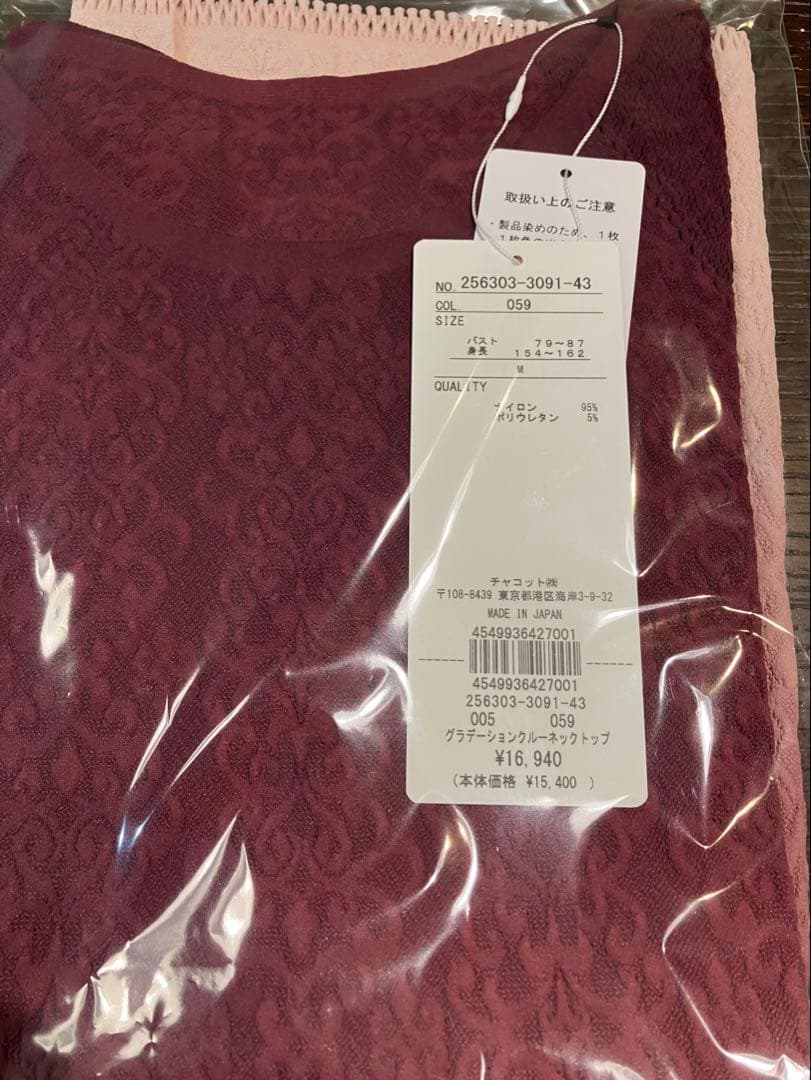 取扱い上のご注意
・製品染めのため、1枚
NO. 256303-3091-43
COL. 059
SIZE
バスト 79~87
身長 154~162
M
QUALITY
ナイロン 95%
ポリウレタン 5%
チャコット㈱
〒108-8439 東京都港区海岸3-9-32
MADE IN JAPAN
4549936427001
4549936427001
256303-3091-43
005 059
グラデーションクルーネックトップ
¥16,940
(本体価格 ¥15,400 )